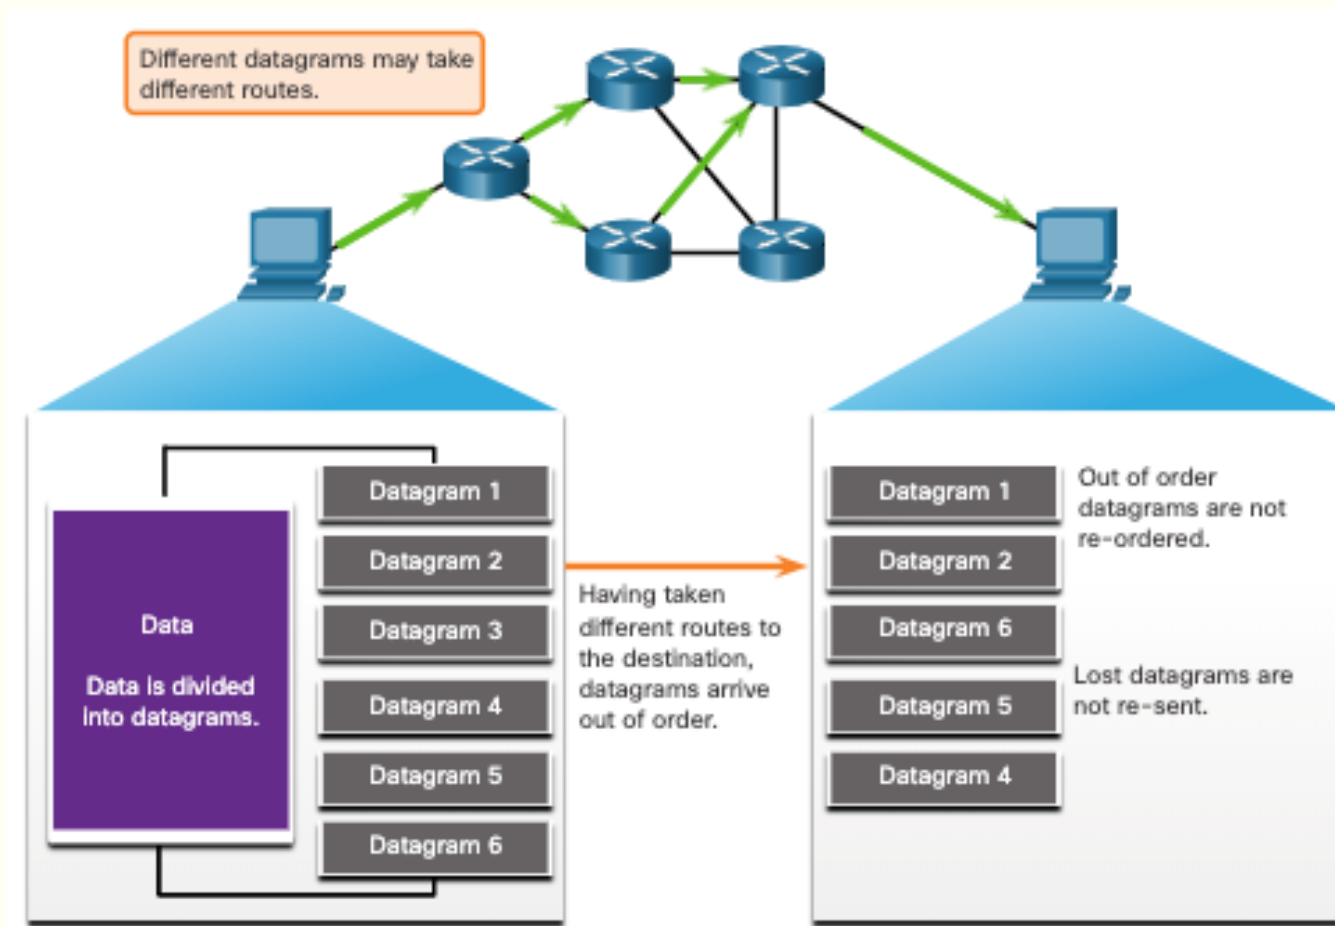 Different datagrams may take
different routes.
Data
Data is divided
into datagrams.
Datagram 1
Datagram 2
Datagram 3
Datagram 4
Datagram 5
Datagram 6
Having taken
different routes to
the destination,
datagrams arrive
out of order.
Datagram 1
Datagram 2
Datagram 6
Datagram 5
Datagram 4
Out of order
datagrams are not
re-ordered.
Lost datagrams are
not re-sent.